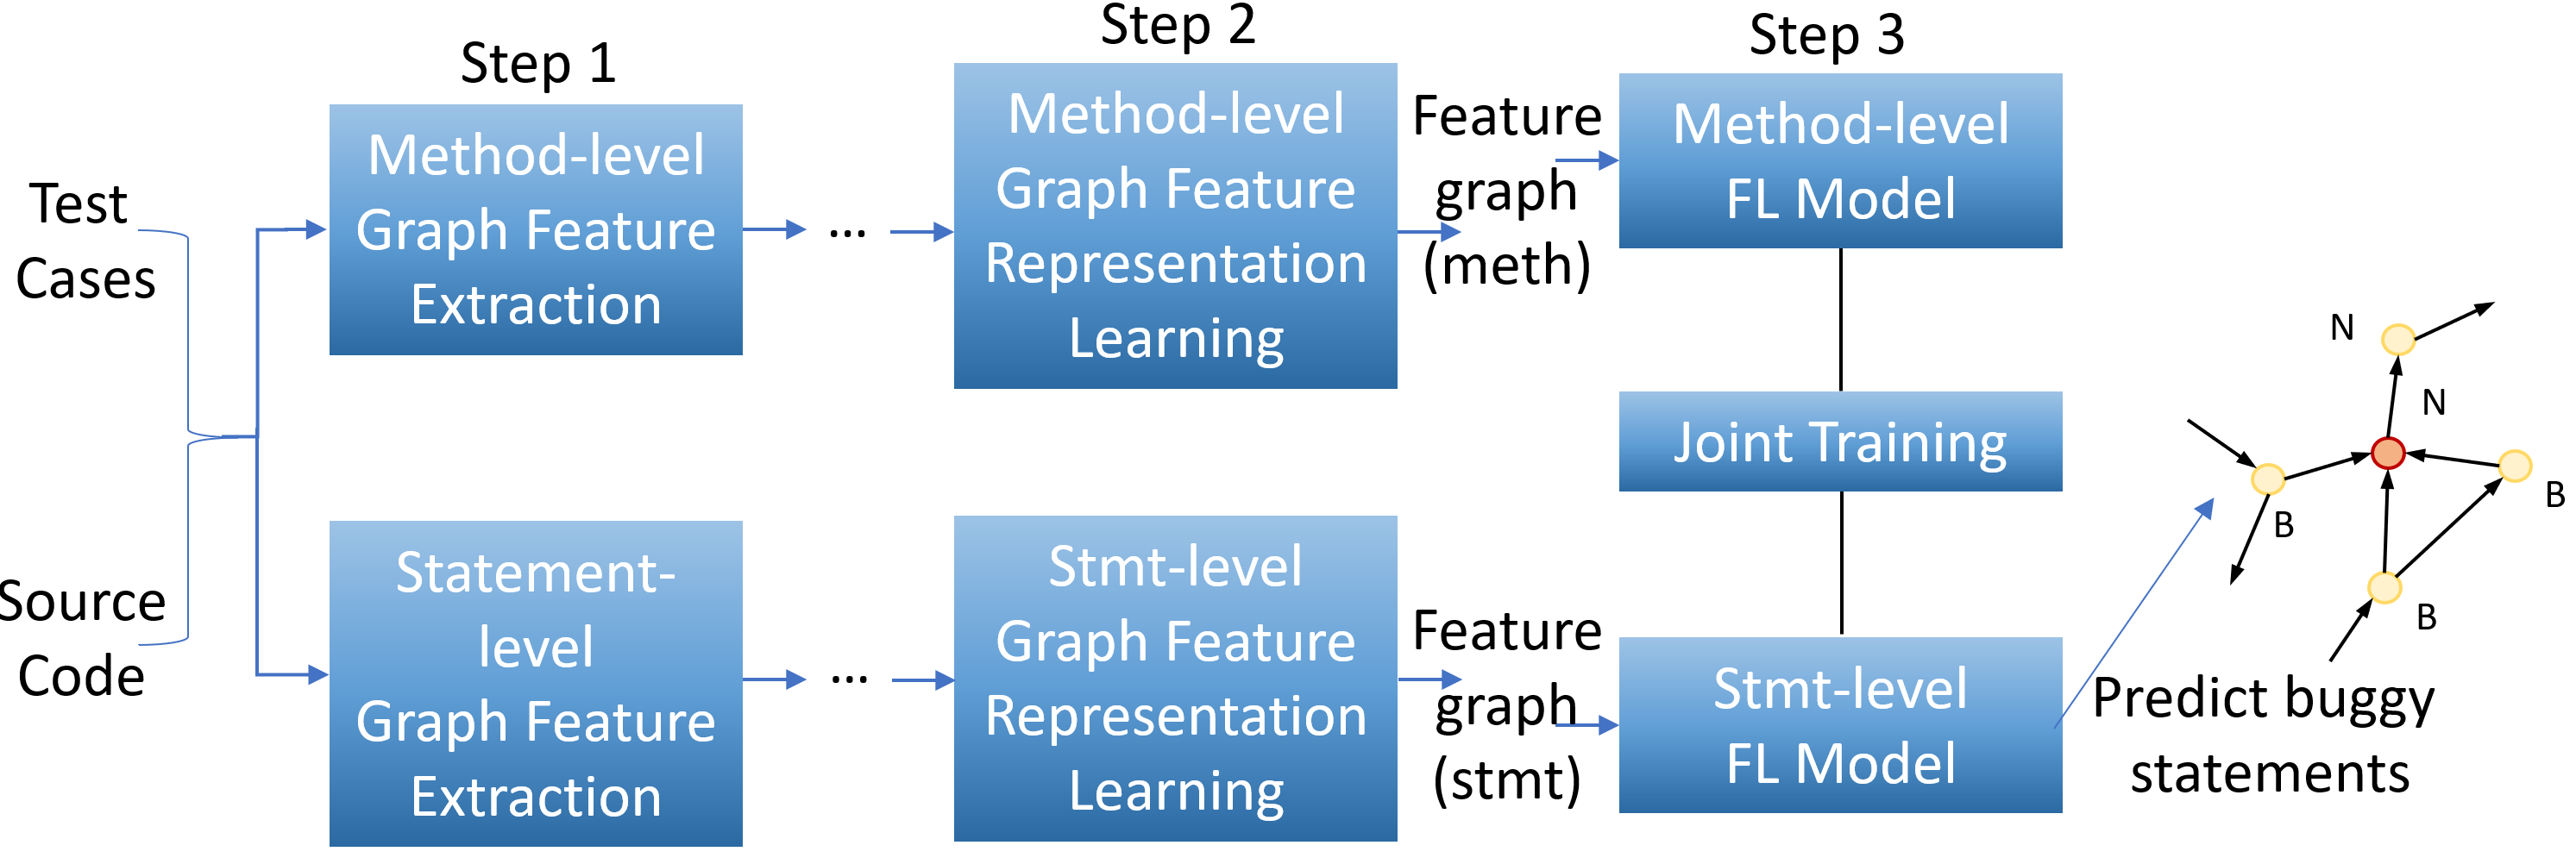 Step 1
Step 2
Step 3
Test
Cases
Source
Code
Method-level
Graph Feature
Extraction
...
Method-level
Graph Feature
Representation
Learning
Feature
graph
(meth)
Method-level
FL Model
Joint Training
Statement-
level
Graph Feature
Extraction
...
Stmt-level
Graph Feature
Representation
Learning
Feature
graph
(stmt)
Stmt-level
FL Model
N
N
B
B
B
Predict buggy
statements